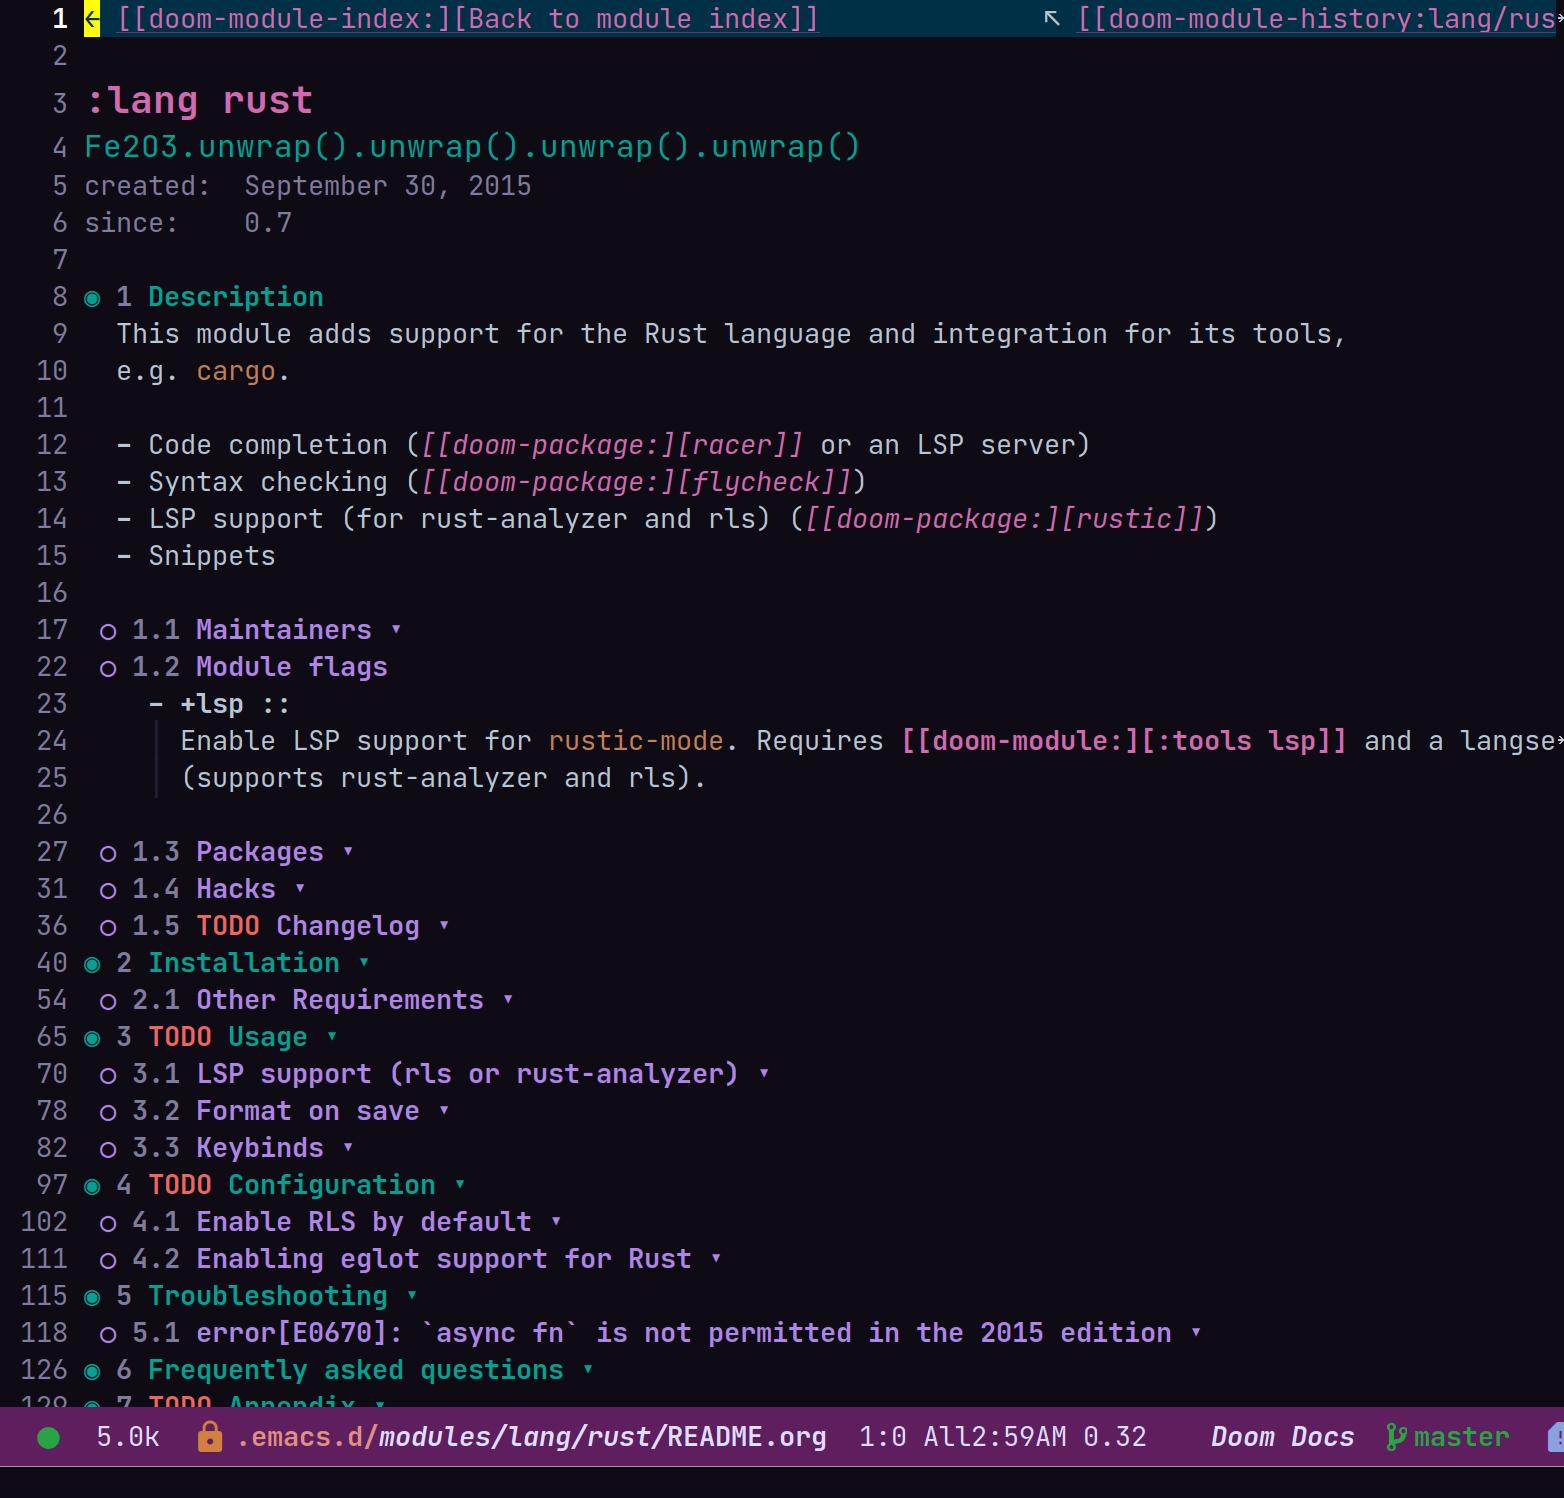 1 ← [[doom-module-index:][Back to module index]] ↖ [[doom-module-history:lang/rus
2
3 :lang rust
4 Fe2O3.unwrap().unwrap().unwrap().unwrap()
5 created: September 30, 2015
6 since: 0.7
7
8 ◉ 1 Description
9 This module adds support for the Rust language and integration for its tools,
10 e.g. cargo.
11
12 - Code completion ([[doom-package:][racer]] or an LSP server)
13 - Syntax checking ([[doom-package:][flycheck]])
14 - LSP support (for rust-analyzer and rls) ([[doom-package:][rustic]])
15 - Snippets
16
17 ○ 1.1 Maintainers ▾
22 ○ 1.2 Module flags
23 - +lsp ::
24 Enable LSP support for rustic-mode. Requires [[doom-module:][:tools lsp]] and a langse
25 (supports rust-analyzer and rls).
26
27 ○ 1.3 Packages ▾
31 ○ 1.4 Hacks ▾
36 ○ 1.5 TODO Changelog ▾
40 ◉ 2 Installation ▾
54 ○ 2.1 Other Requirements ▾
65 ◉ 3 TODO Usage ▾
70 ○ 3.1 LSP support (rls or rust-analyzer) ▾
78 ○ 3.2 Format on save ▾
82 ○ 3.3 Keybinds ▾
97 ◉ 4 TODO Configuration ▾
102 ○ 4.1 Enable RLS by default ▾
111 ○ 4.2 Enabling eglot support for Rust ▾
115 ◉ 5 Troubleshooting ▾
118 ○ 5.1 error[E0670]: `async fn` is not permitted in the 2015 edition ▾
126 ◉ 6 Frequently asked questions ▾
129 ◉ 7 TODO Appendix ▾
5.0k .emacs.d/modules/lang/rust/README.org 1:0 All2:59AM 0.32 Doom Docs master